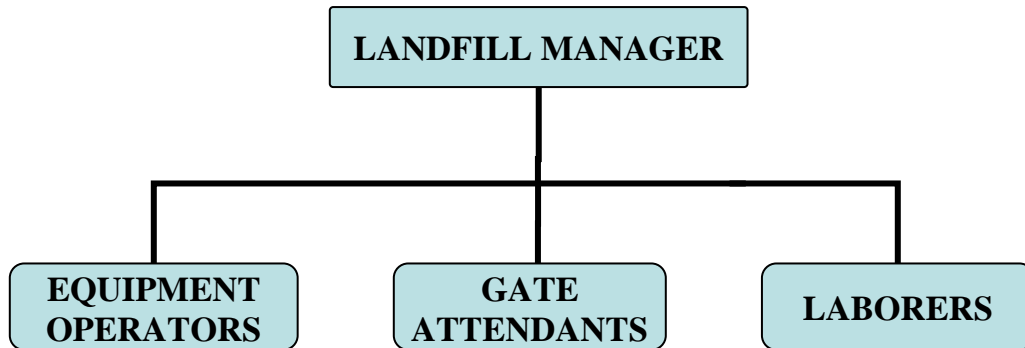 LANDFILL MANAGER
EQUIPMENT
OPERATORS
GATE
ATTENDANTS
LABORERS